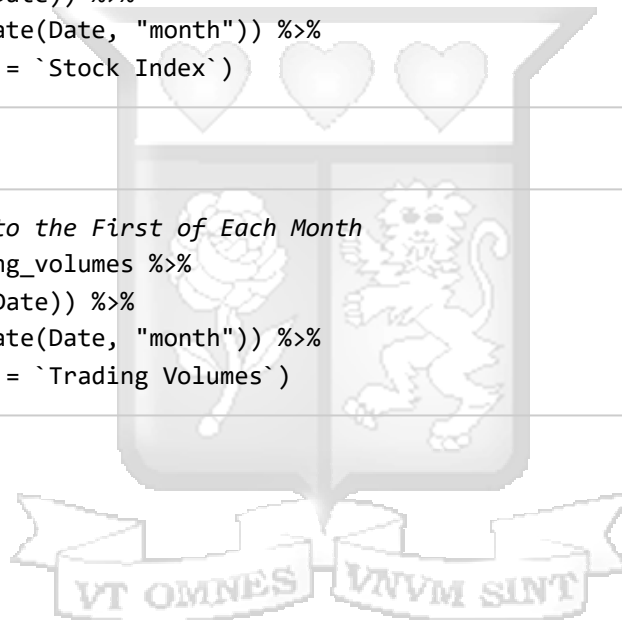 ate(Date, "month")) %>%
= `Stock Index`)
to the First of Each Month
ng_volumes %>%
Date)) %>%
ate(Date, "month")) %>%
= `Trading Volumes`)
VT OMNES VNVM SINT